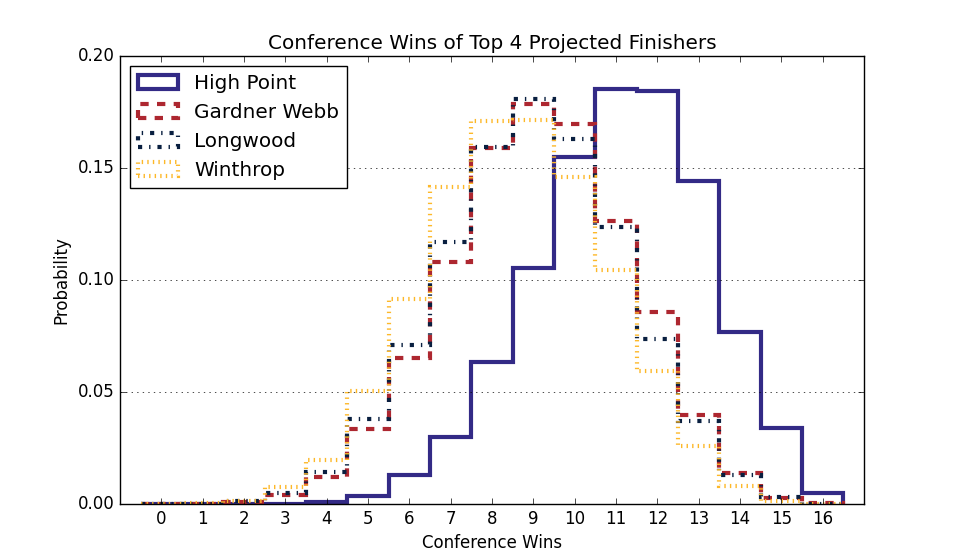 Conference Wins of Top 4 Projected Finishers
High Point
Gardner Webb
Longwood
Winthrop
0.20
0.15
0.10
0.05
0.00
Probability
0 1 2 3 4 5 6 7 8 9 10 11 12 13 14 15 16
Conference Wins